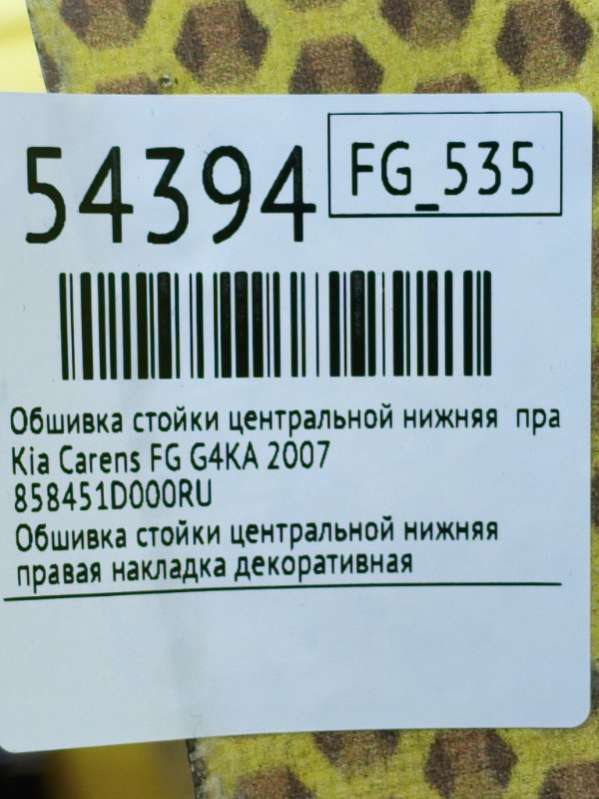 54394
FG_535
Обшивка стойки центральной нижняя пра
Kia Carens FG G4KA 2007
858451D000RU
Обшивка стойки центральной нижняя
правая накладка декоративная